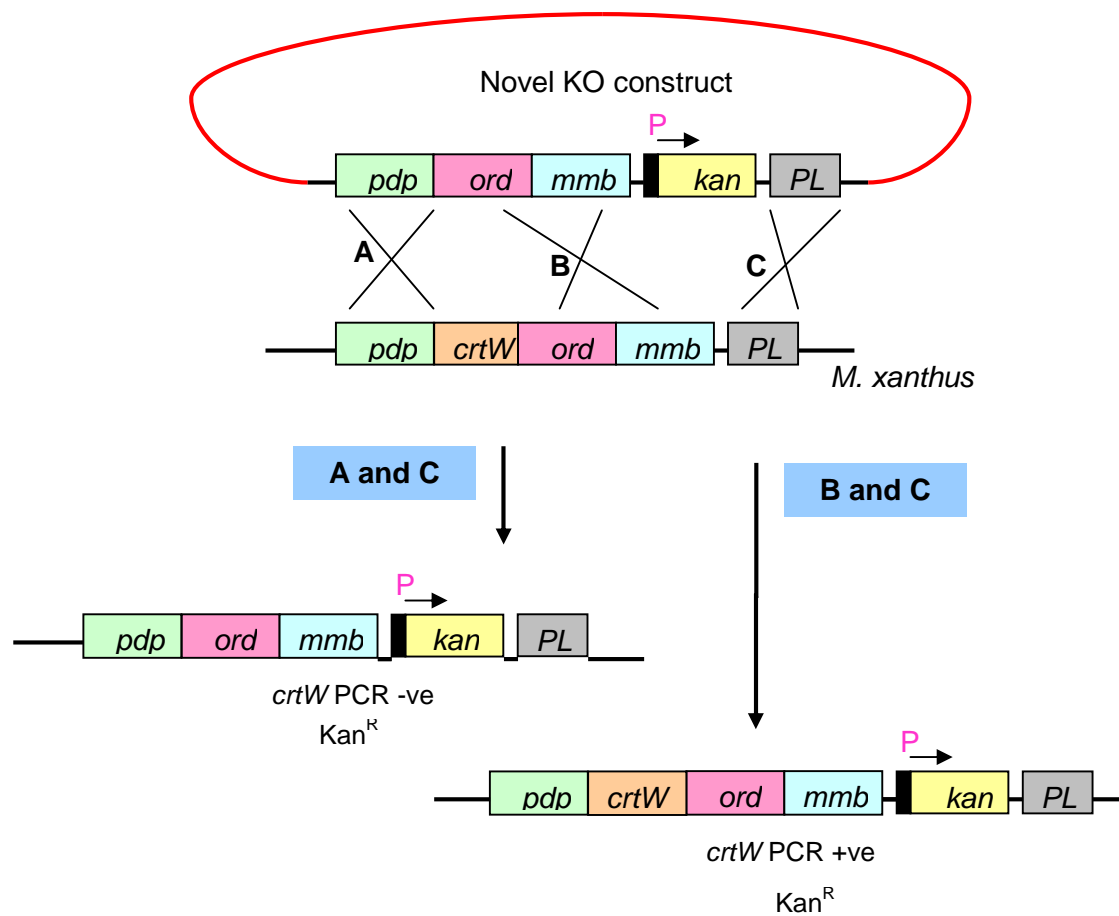 Novel KO construct
P
pdp ord mmb kan PL
A B C
pdp crtW ord mmb PL
M. xanthus
A and C
B and C
P
pdp ord mmb kan PL
crtW PCR -ve
Kan^R
P
pdp crtW ord mmb kan PL
crtW PCR +ve
Kan^R